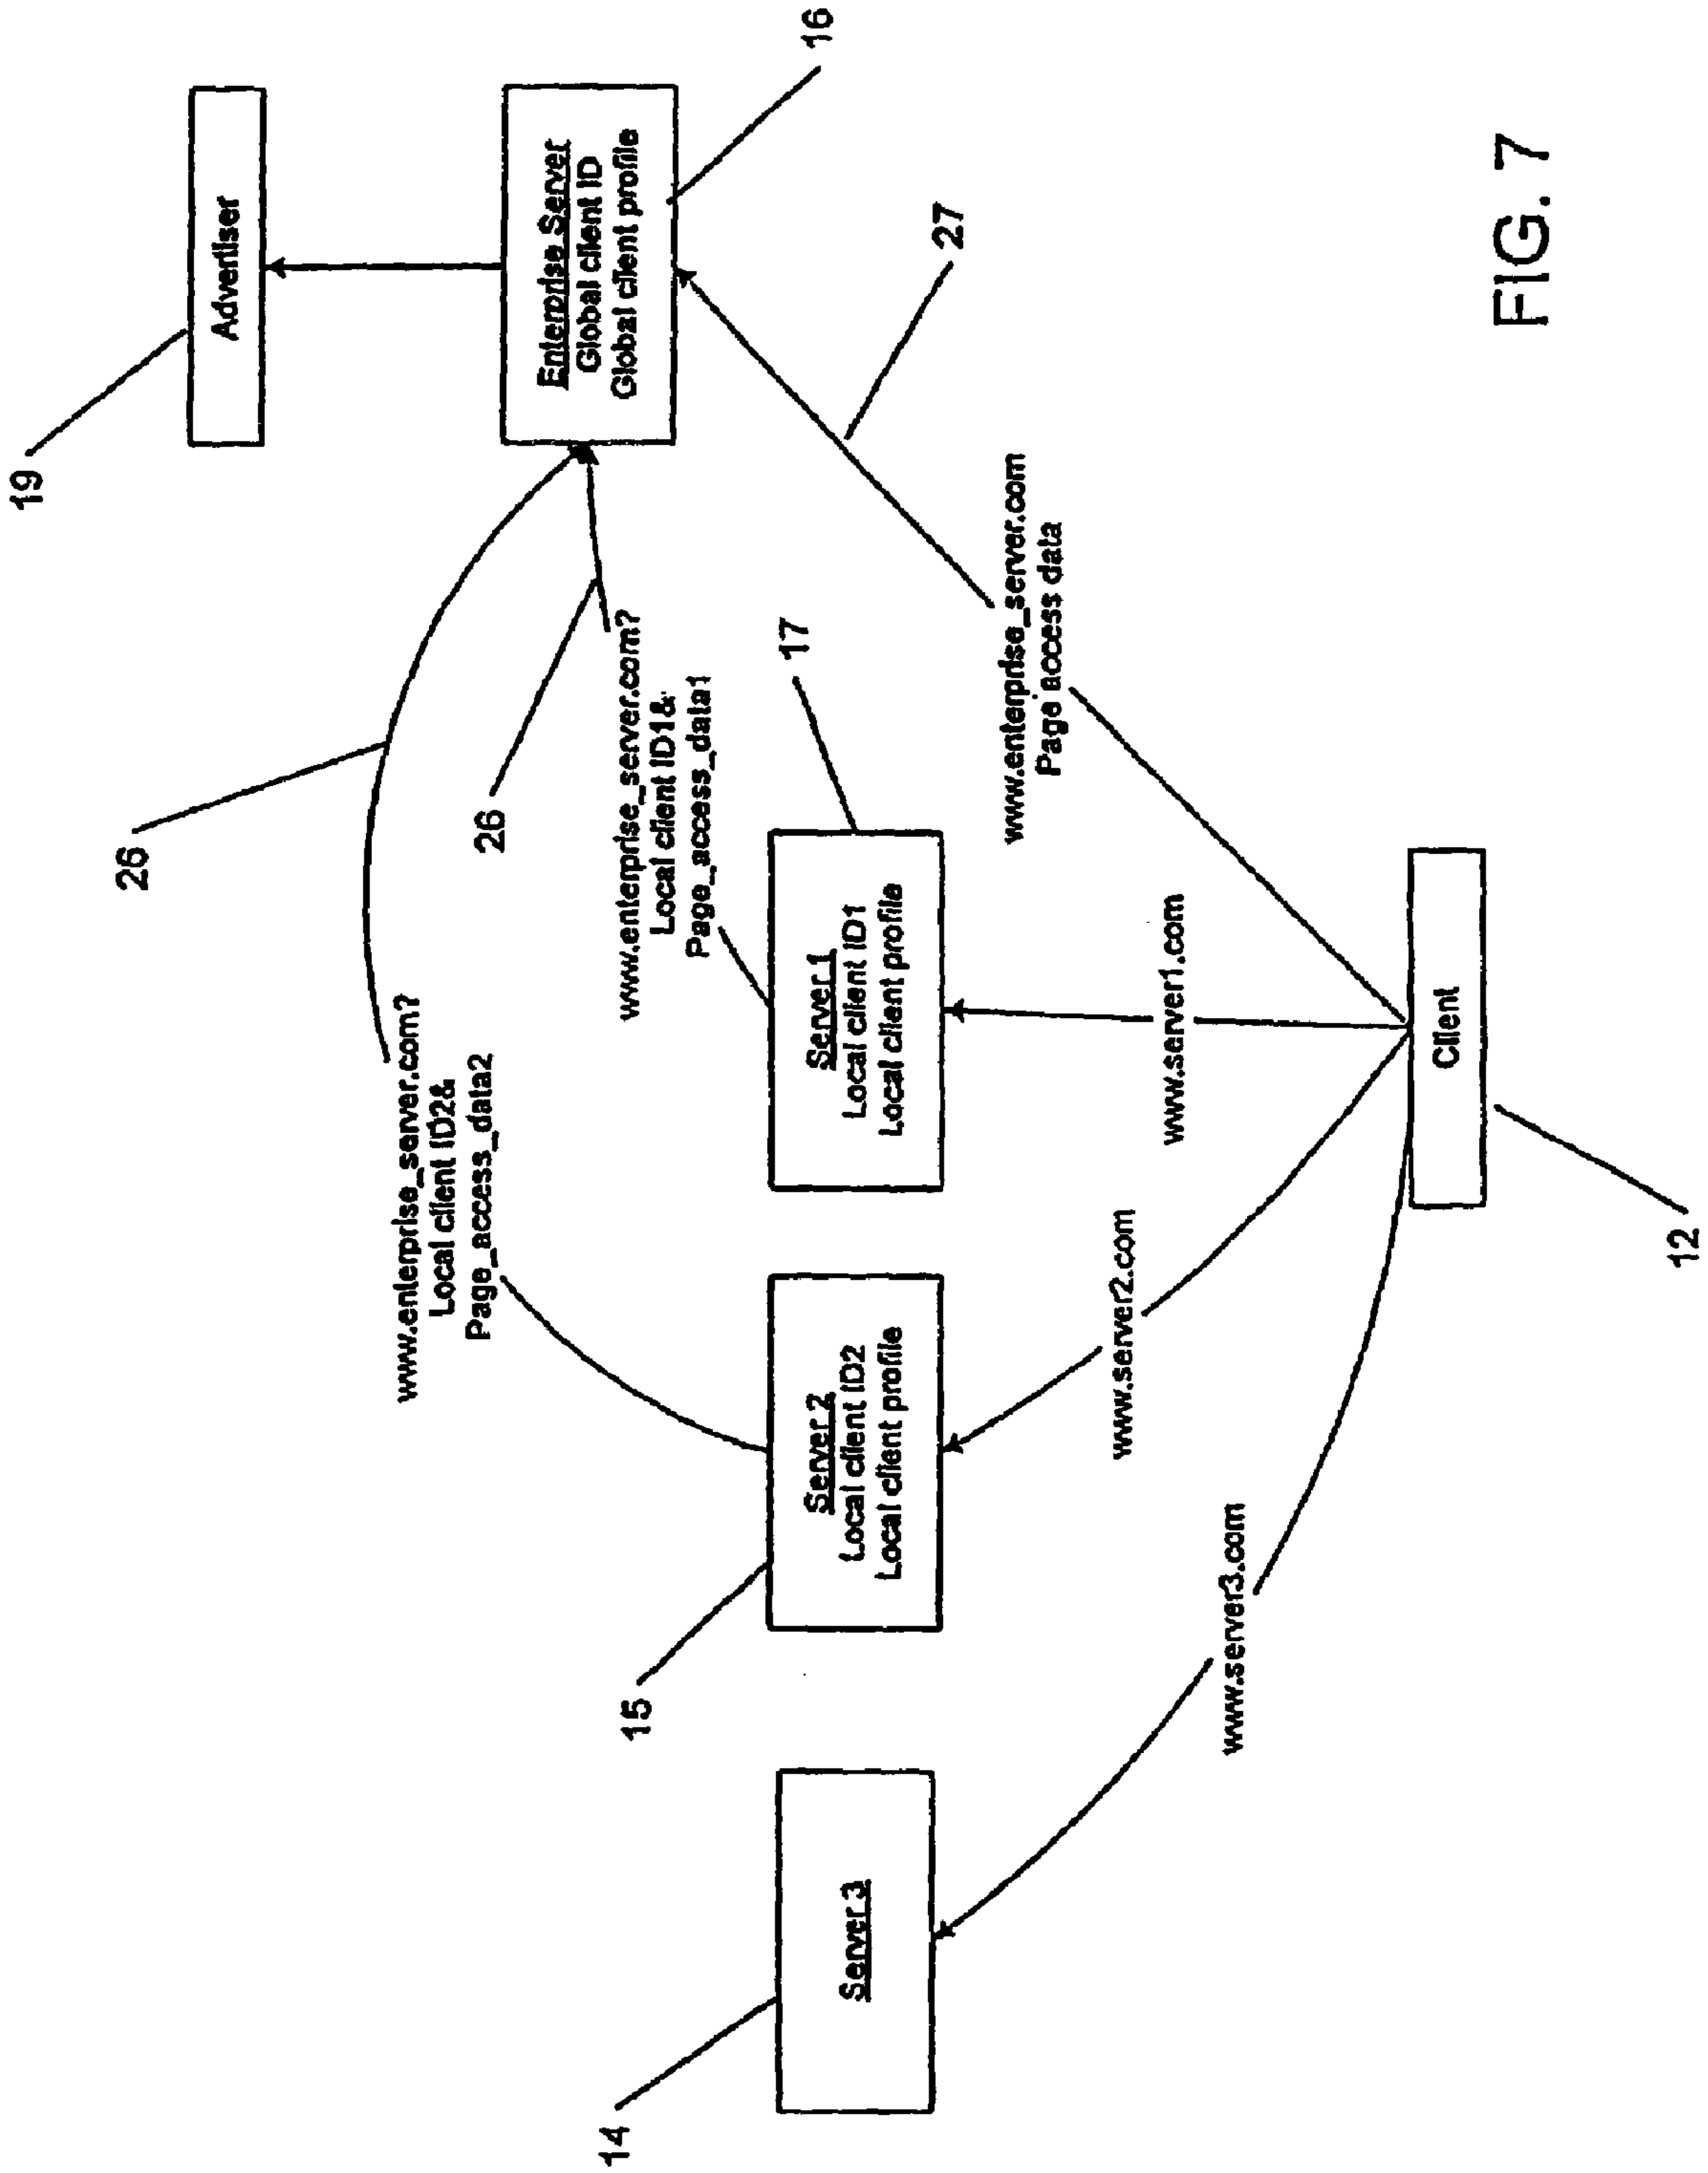 19
Advertiser
26
26
Enterprise Server
Global client ID
Global client profile
16
www.enterprise_server.com?
Local client ID2&
Page_access_data2
www.enterprise_server.com?
Local client ID1&
Page_access_data1
27
14
15
17
Server 3
Server 2
Local client ID2
Local client profile
Server 1
Local client ID1
Local client profile
www.enterprise_server.com
Page access data
www.server3.com
www.server2.com
www.server1.com
Client
12
FIG. 7